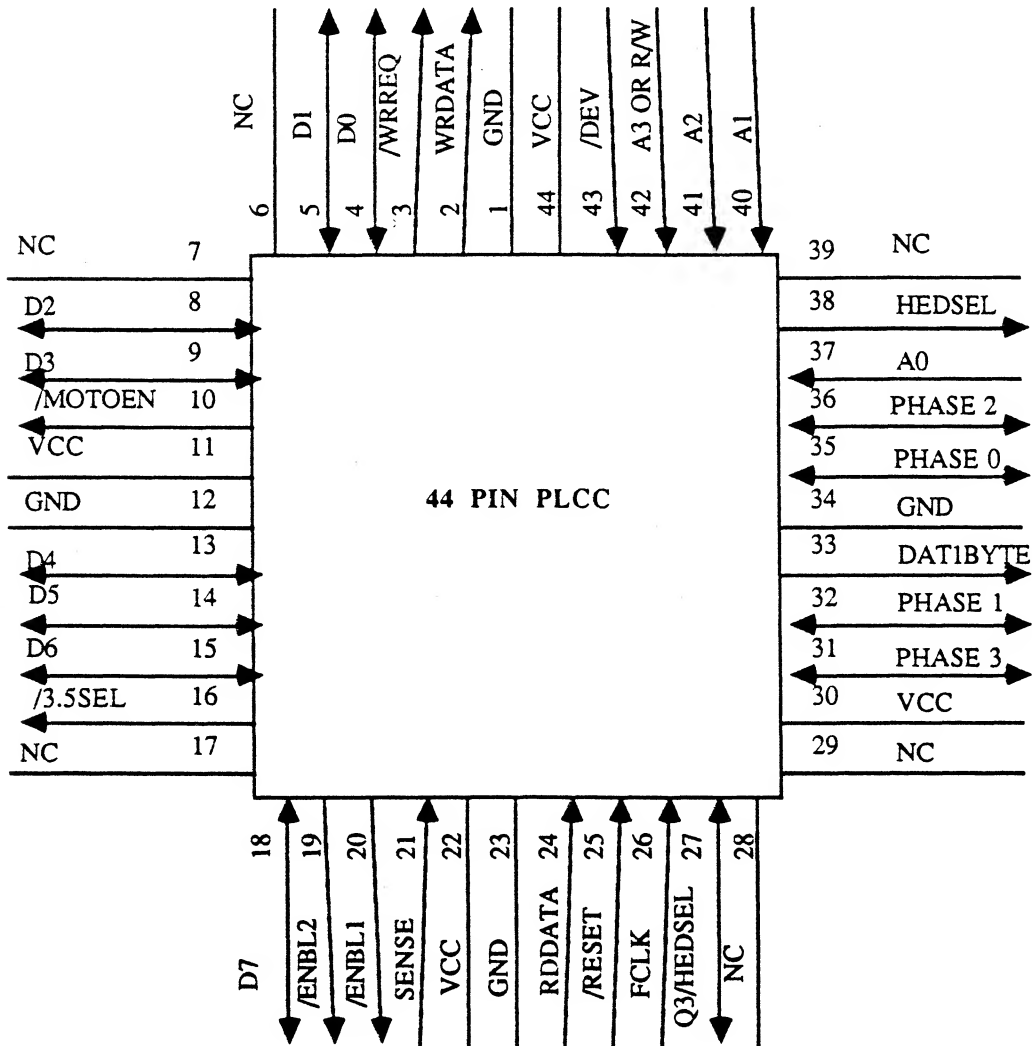 NC
D1
D0
/WRREQ
WRDATA
GND
VCC
/DEV
A3 OR R/W
A2
A1
6
5
4
3
2
1
44
43
42
41
40
NC 7
D2 8
D3 9
/MOTOEN 10
VCC 11
GND 12
D4 13
D5 14
D6 15
/3.5SEL 16
NC 17
44 PIN PLCC
39 NC
38 HEDSEL
37 A0
36 PHASE 2
35 PHASE 0
34 GND
33 DAT1BYTE
32 PHASE 1
31 PHASE 3
30 VCC
29 NC
18
19
20
21
22
23
24
25
26
27
28
D7
/ENBL2
/ENBL1
SENSE
VCC
GND
RDDATA
/RESET
FCLK
Q3/HEDSEL
NC